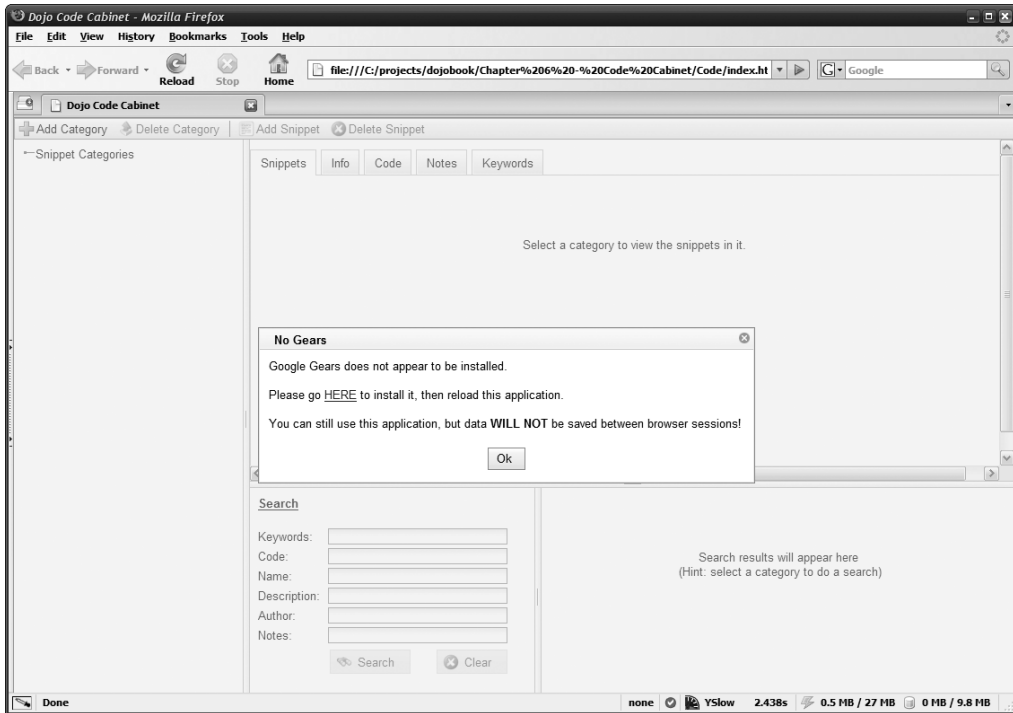 Dojo Code Cabinet - Mozilla Firefox
File Edit View History Bookmarks Tools Help
Back Forward Reload Stop Home file:///C:/projects/dojobook/Chapter%206%20-%20Code%20Cabinet/Code/index.ht G Google
Dojo Code Cabinet
Add Category Delete Category Add Snippet Delete Snippet
Snippet Categories
Snippets Info Code Notes Keywords
Select a category to view the snippets in it.
No Gears
Google Gears does not appear to be installed.
Please go HERE to install it, then reload this application.
You can still use this application, but data WILL NOT be saved between browser sessions!
Ok
Search
Keywords:
Code:
Name:
Description:
Author:
Notes:
Search Clear
Search results will appear here
(Hint: select a category to do a search)
Done none YSlow 2.438s 0.5 MB / 27 MB 0 MB / 9.8 MB